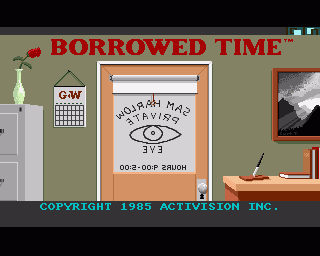 BORROWED TIME™
G&W
SAM HARLOW
PRIVATE
EYE
HOURS 9:00-5:00
COPYRIGHT 1985 ACTIVISION INC.